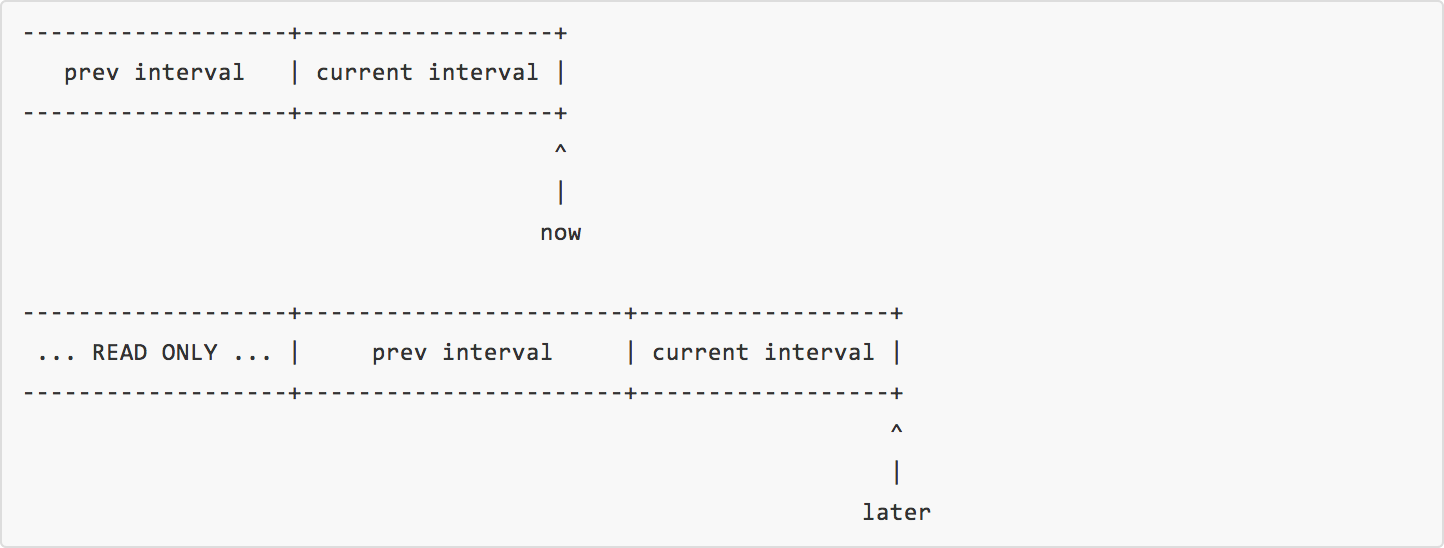 -------------------+------------------+
   prev interval   | current interval |
-------------------+------------------+
                                      ^
                                      |
                                     now

-------------------+-----------------------+------------------+
 ... READ ONLY ... |     prev interval     | current interval |
-------------------+-----------------------+------------------+
                                                              ^
                                                              |
                                                            later